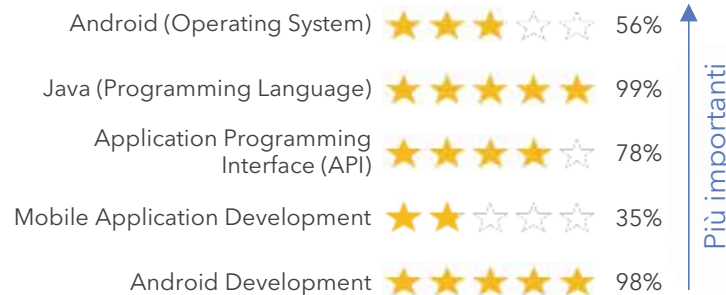 Android (Operating System) 56%
Java (Programming Language) 99%
Application Programming
Interface (API) 78%
Mobile Application Development 35%
Android Development 98%
Più importanti